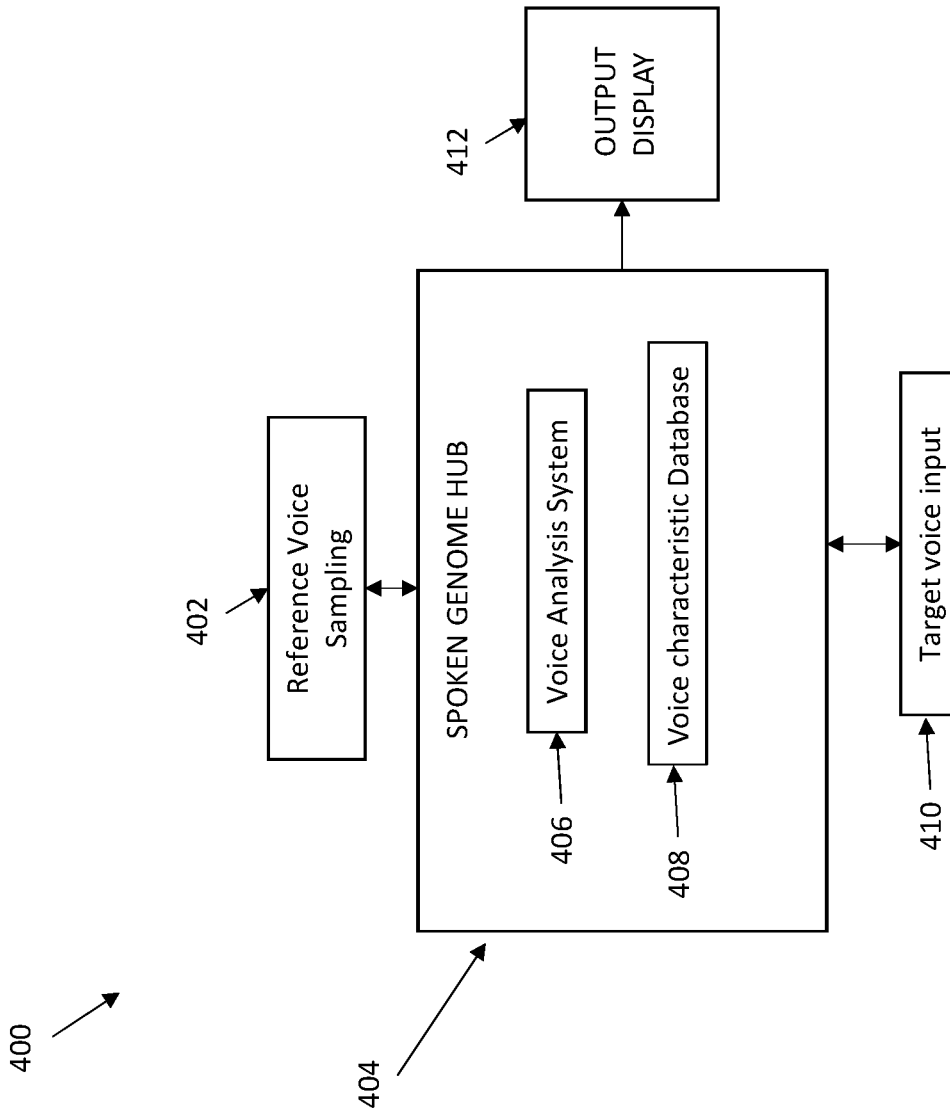 400
402
Reference Voice
Sampling
404
SPOKEN GENOME HUB
406
Voice Analysis System
408
Voice characteristic Database
412
OUTPUT
DISPLAY
410
Target voice input